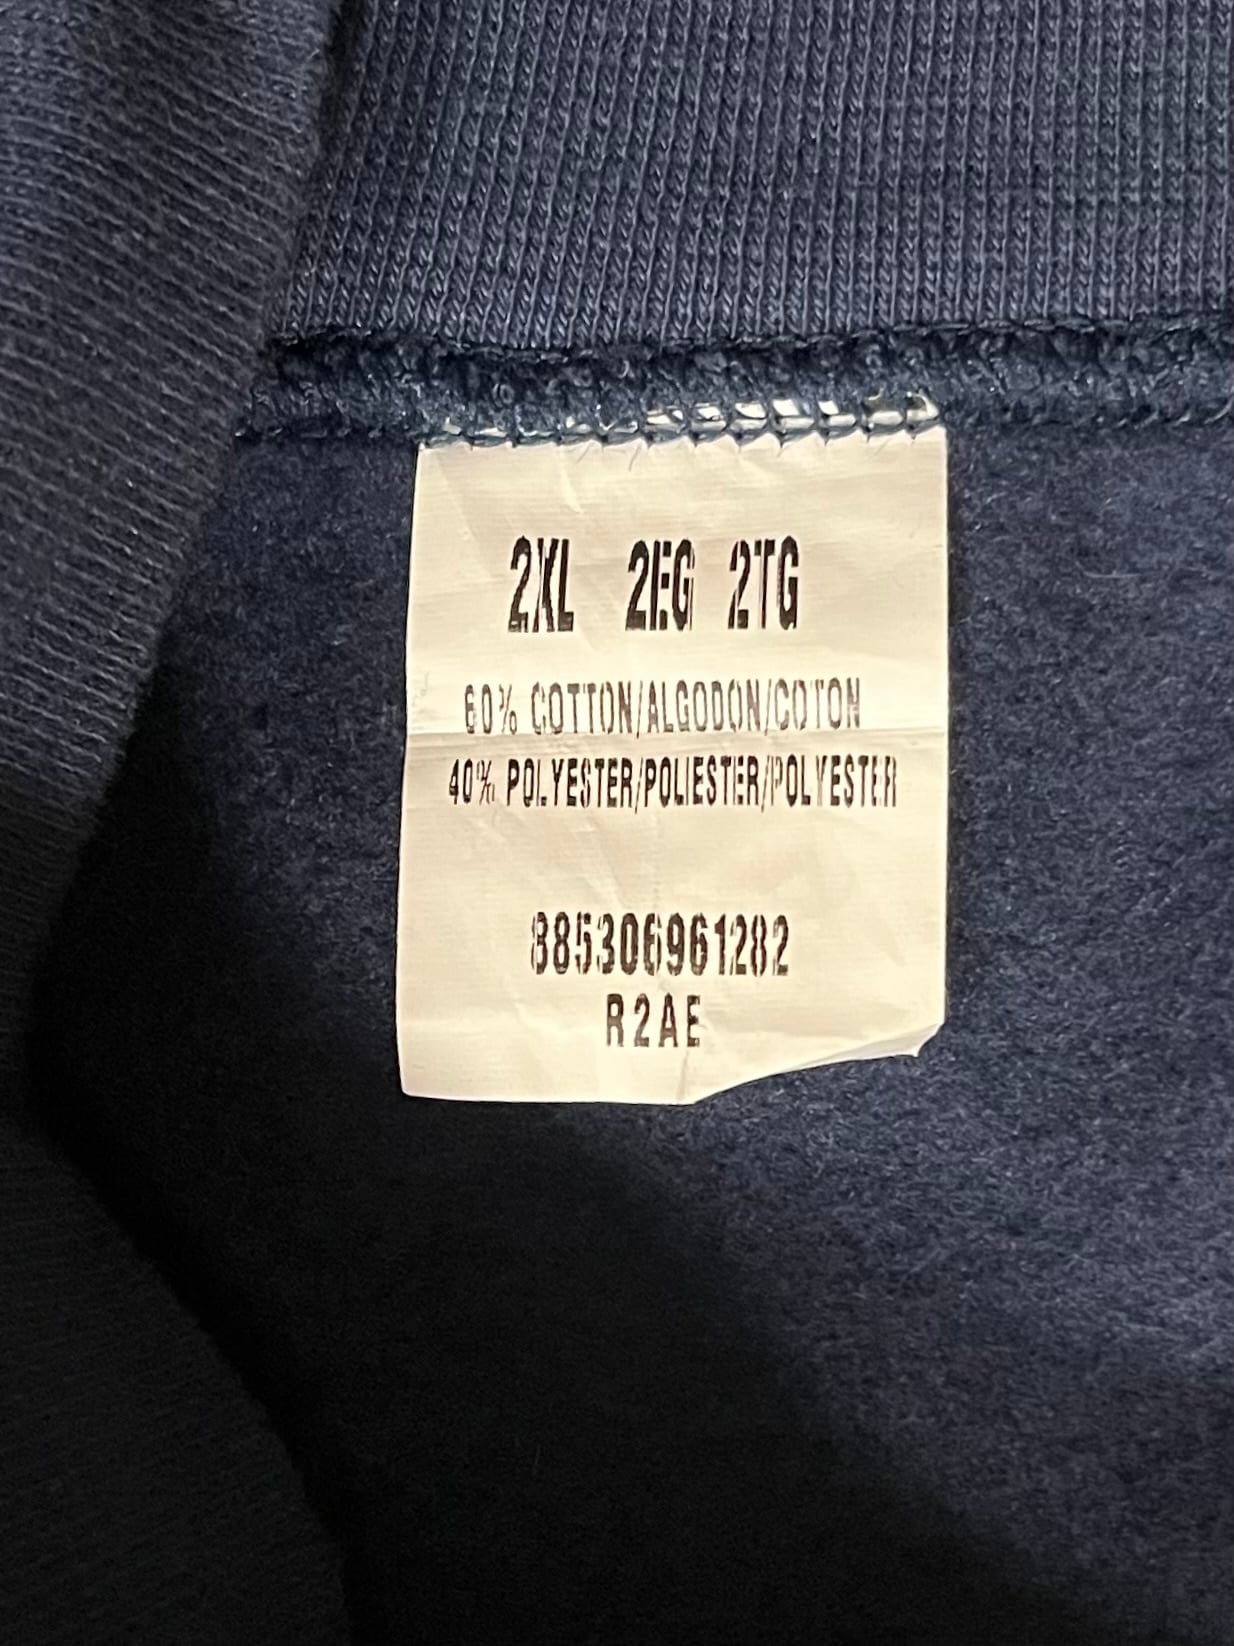 2XL 2EG 2TG
60% COTTON/ALGODON/COTON
40% POLYESTER/POLIESTER/POLYESTER
885306961282
R2AE